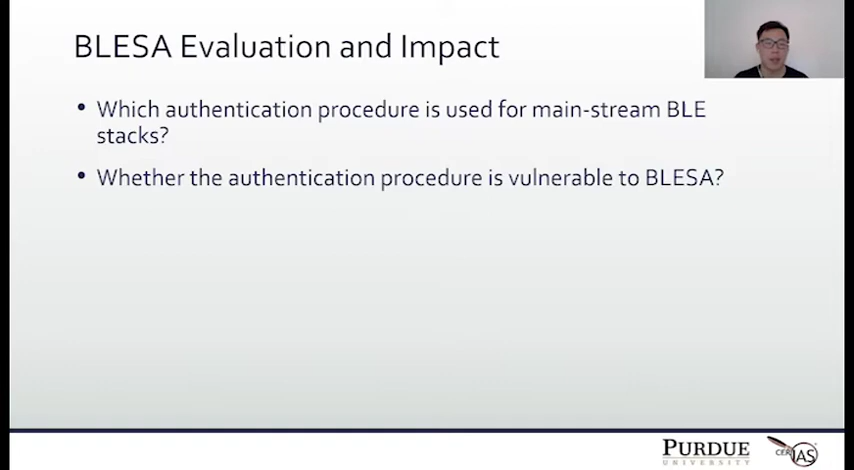 BLESA Evaluation and Impact
• Which authentication procedure is used for main-stream BLE
stacks?
• Whether the authentication procedure is vulnerable to BLESA?
PURDUE
UNIVERSITY
CERIAS